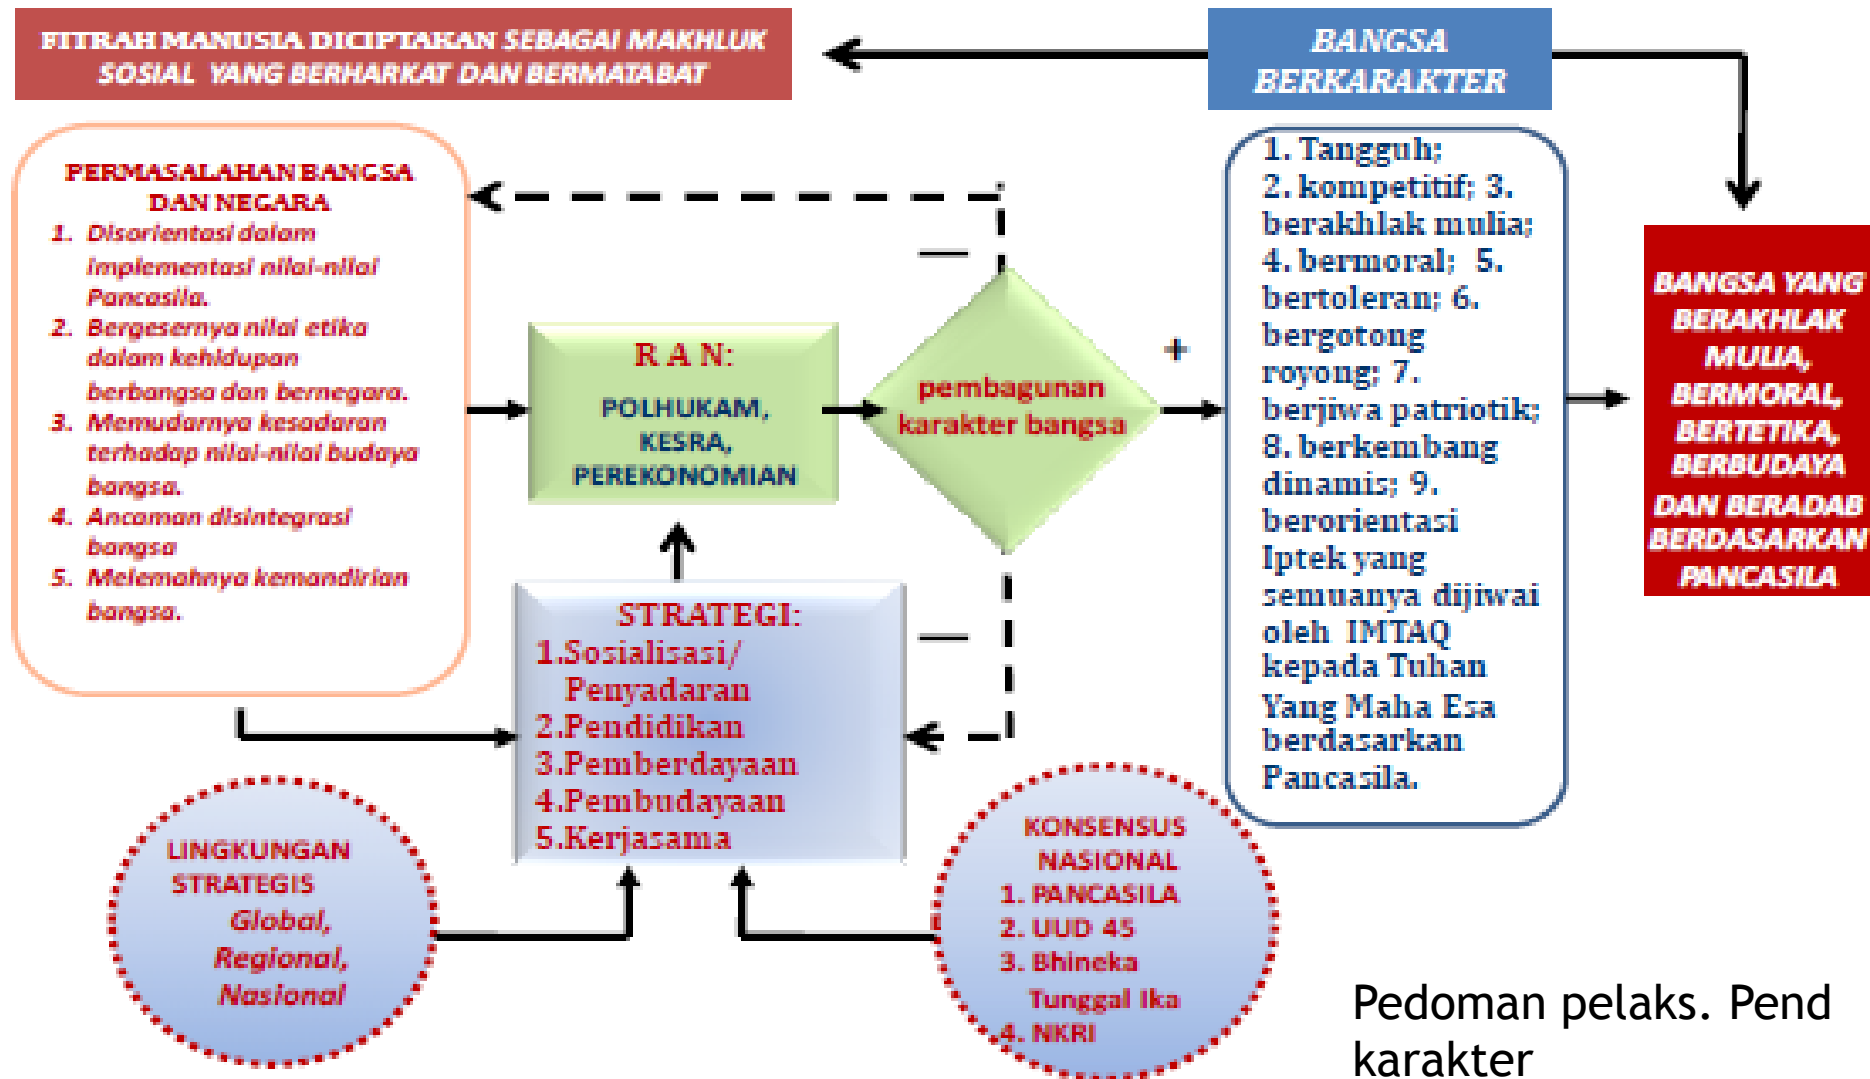 FITRAH MANUSIA DICIPTAKAN SEBAGAI MAKHLUK
SOSIAL YANG BERHARKAT DAN BERMATABAT
BANGSA
BERKARAKTER
PERMASALAHAN BANGSA
DAN NEGARA
1. Disorientasi dalam
implementasi nilai-nilai
Pancasila.
2. Bergesernya nilai etika
dalam kehidupan
berbangsa dan bernegara.
3. Memudarnya kesadaran
terhadap nilai-nilai budaya
bangsa.
4. Ancaman disintegrasi
bangsa
5. Melemahnya kemandirian
bangsa.
R A N:
POLHUKAM,
KESRA,
PEREKONOMIAN
—
pembagunan
karakter bangsa
+
—
1. Tangguh;
2. kompetitif; 3.
berakhlak mulia;
4. bermoral; 5.
bertoleran; 6.
bergotong
royong; 7.
berjiwa patriotik;
8. berkembang
dinamis; 9.
berorientasi
Iptek yang
semuanya dijiwai
oleh IMTAQ
kepada Tuhan
Yang Maha Esa
berdasarkan
Pancasila.
BANGSA YANG
BERAKHLAK
MULIA,
BERMORAL,
BERTETIKA,
BERBUDAYA
DAN BERADAB
BERDASARKAN
PANCASILA
STRATEGI:
1.Sosialisasi/
Penyadaran
2.Pendidikan
3.Pemberdayaan
4.Pembudayaan
5.Kerjasama
LINGKUNGAN
STRATEGIS
Global,
Regional,
Nasional
KONSENSUS
NASIONAL
1. PANCASILA
2. UUD 45
3. Bhineka
Tunggal Ika
4. NKRI
Pedoman pelaks. Pend
karakter